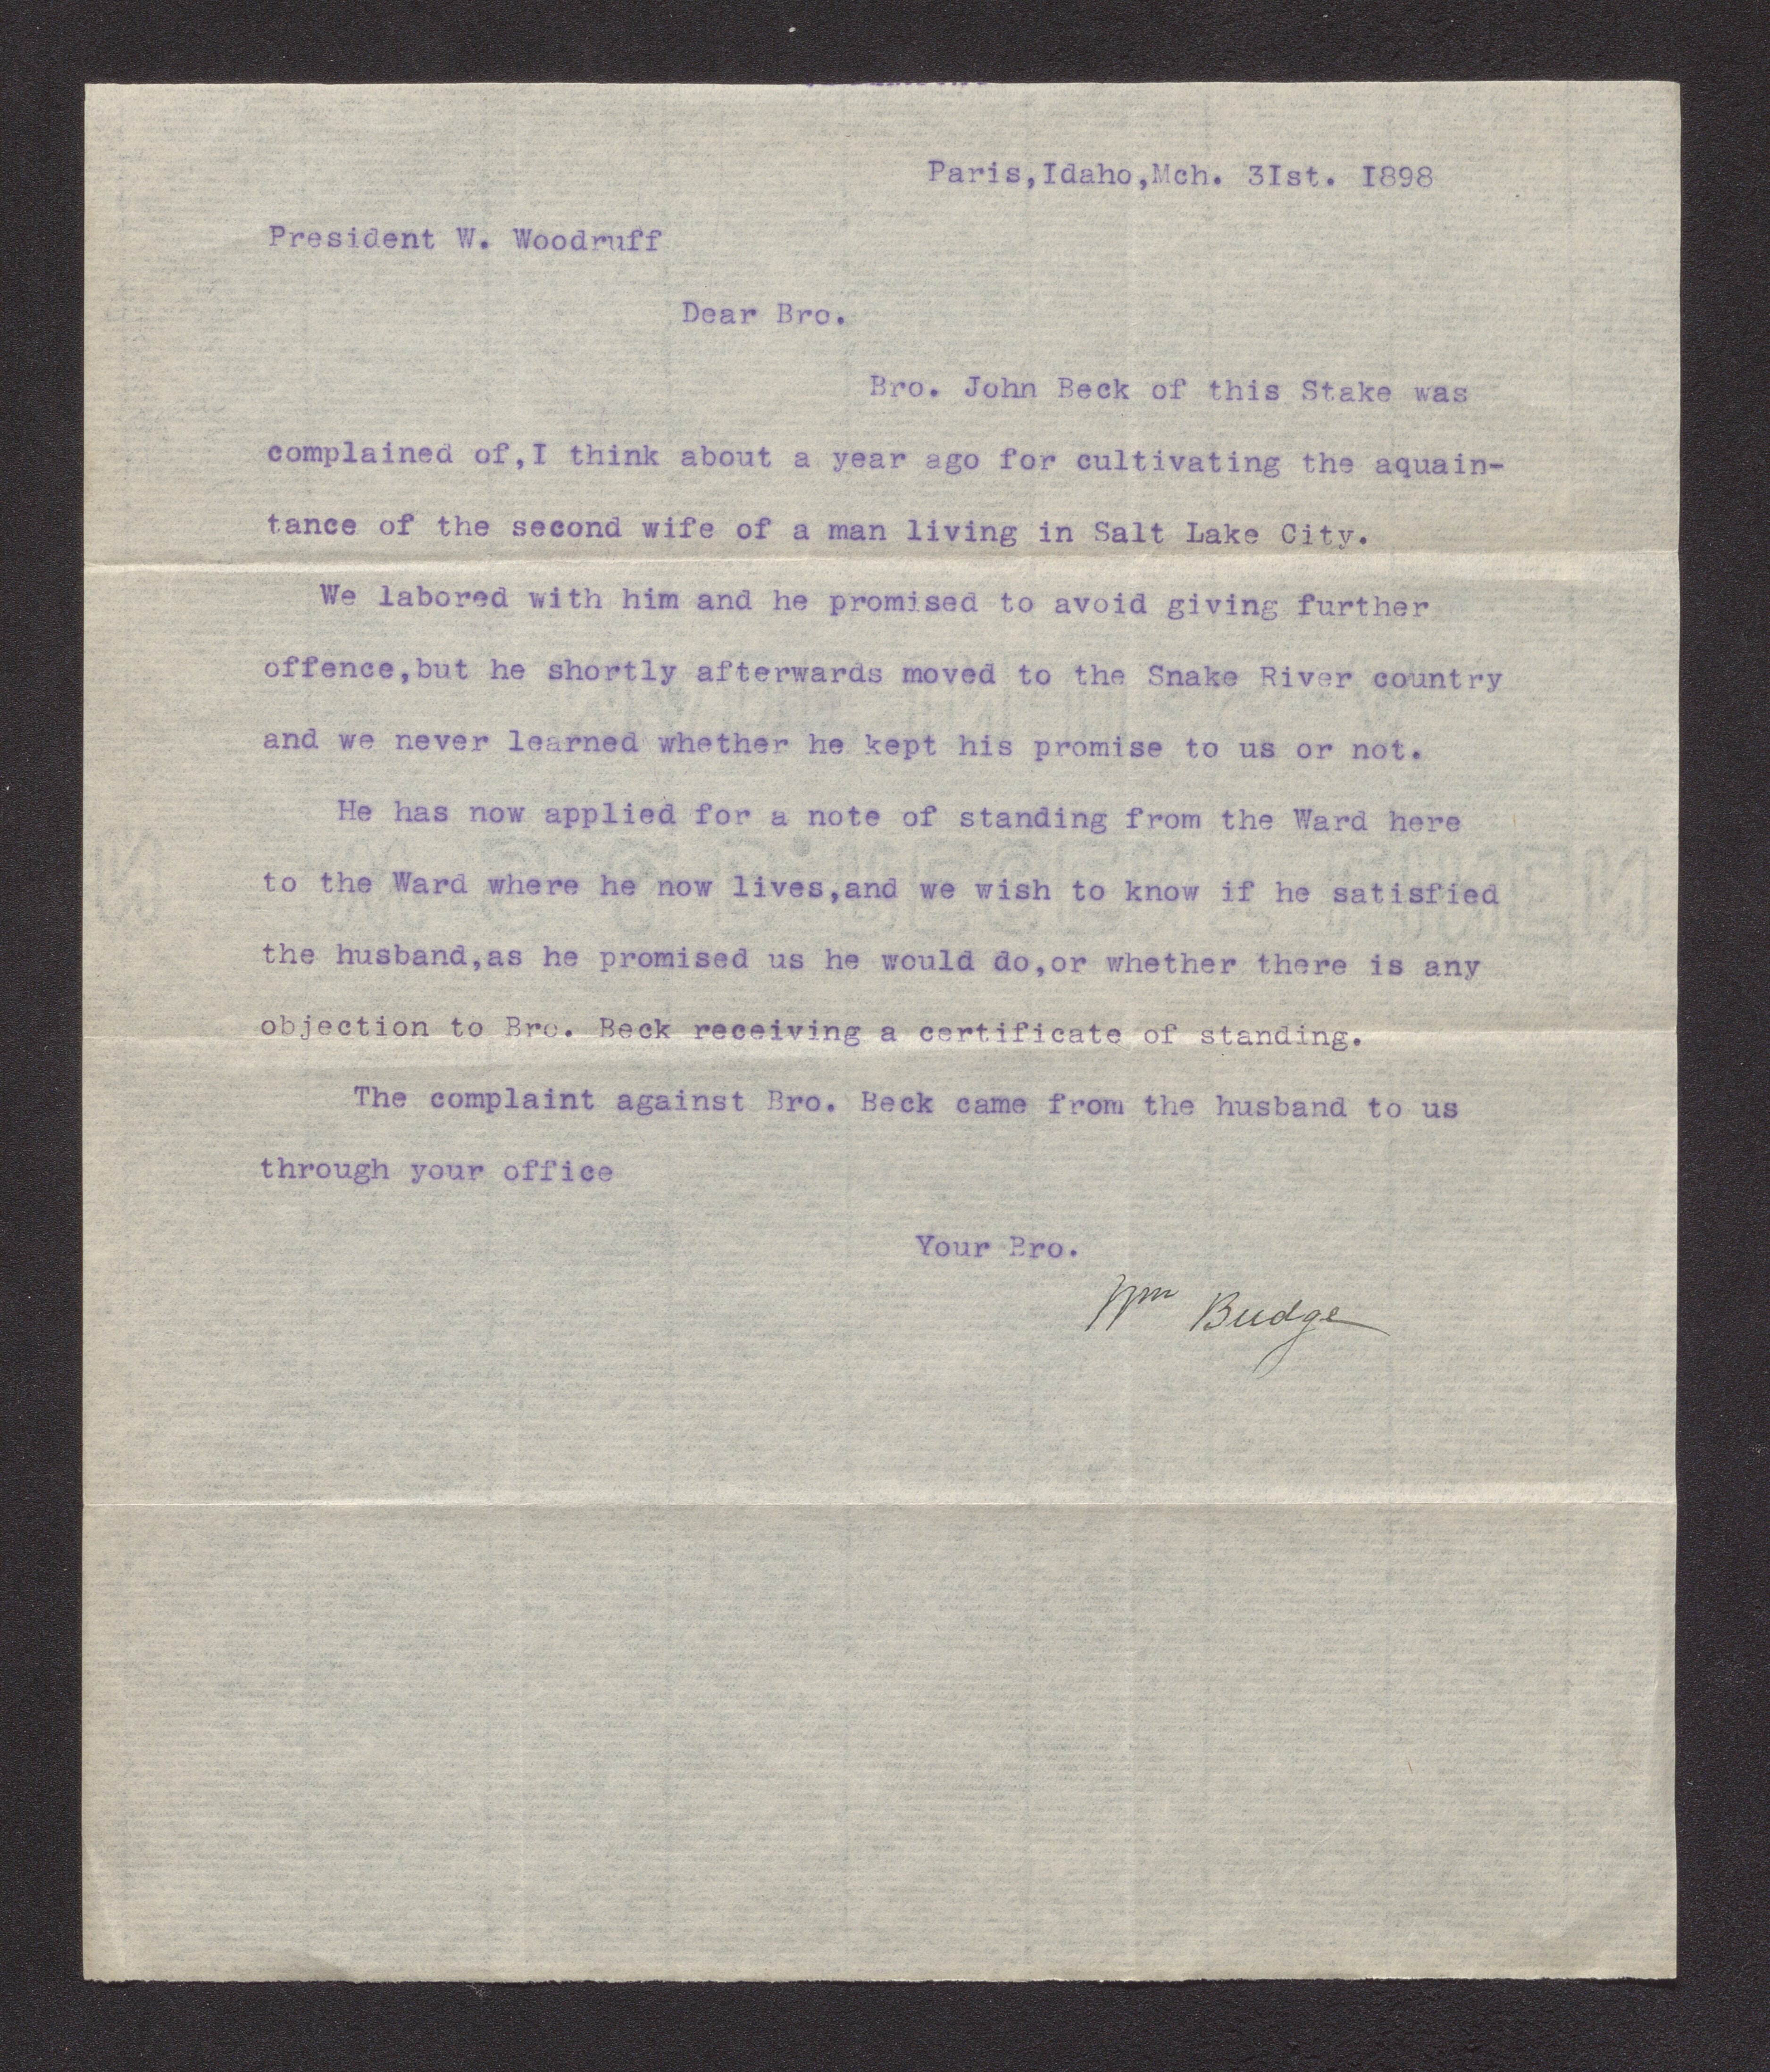 Paris,Idaho,Mch. 3Ist. I898
President W. Woodruff
Dear Bro.
Bro. John Beck of this Stake was
complained of,I think about a year ago for cultivating the aquain-
tance of the second wife of a man living in Salt Lake City.
We labored with him and he promised to avoid giving further
offence,but he shortly afterwards moved to the Snake River country
and we never learned whether he kept his promise to us or not.
He has now applied for a note of standing from the Ward here
to the Ward where he now lives,and we wish to know if he satisfied
the husband,as he promised us he would do,or whether there is any
objection to Bro. Beck receiving a certificate of standing.
The complaint against Bro. Beck came from the husband to us
through your office
Your Bro.
Wm Budge